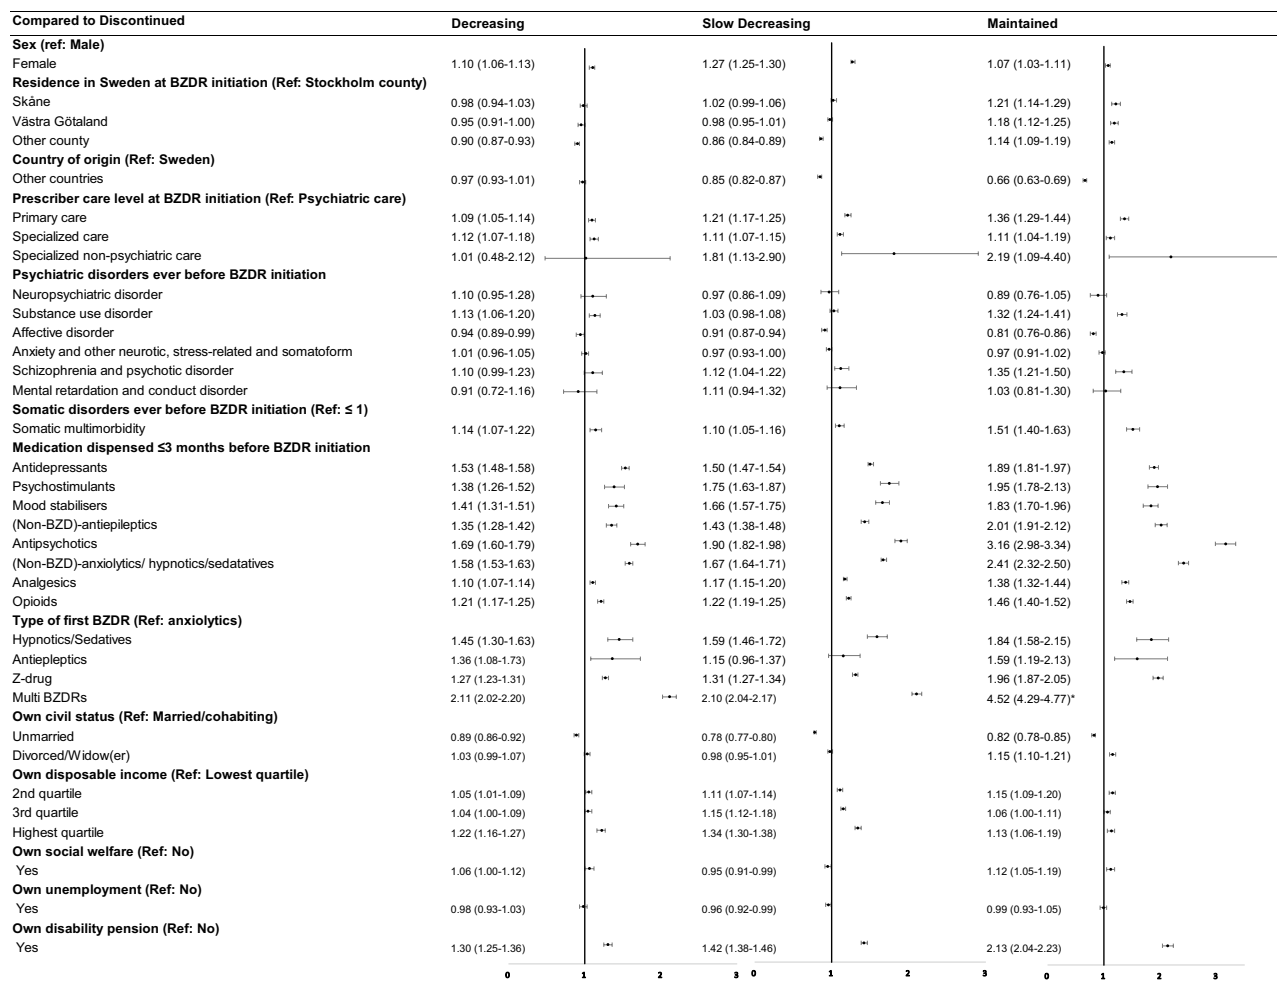 Compared to Discontinued Decreasing Slow Decreasing Maintained
Sex (ref: Male)
Female 1.10 (1.06-1.13) 1.27 (1.25-1.30) 1.07 (1.03-1.11)
Residence in Sweden at BZDR initiation (Ref: Stockholm county)
Skåne 0.98 (0.94-1.03) 1.02 (0.99-1.06) 1.21 (1.14-1.29)
Västra Götaland 0.95 (0.91-1.00) 0.98 (0.95-1.01) 1.18 (1.12-1.25)
Other county 0.90 (0.87-0.93) 0.86 (0.84-0.89) 1.14 (1.09-1.19)
Country of origin (Ref: Sweden)
Other countries 0.97 (0.93-1.01) 0.85 (0.82-0.87) 0.66 (0.63-0.69)
Prescriber care level at BZDR initiation (Ref: Psychiatric care)
Primary care 1.09 (1.05-1.14) 1.21 (1.17-1.25) 1.36 (1.29-1.44)
Specialized care 1.12 (1.07-1.18) 1.11 (1.07-1.15) 1.11 (1.04-1.19)
Specialized non-psychiatric care 1.01 (0.48-2.12) 1.81 (1.13-2.90) 2.19 (1.09-4.40)
Psychiatric disorders ever before BZDR initiation
Neuropsychiatric disorder 1.10 (0.95-1.28) 0.97 (0.86-1.09) 0.89 (0.76-1.05)
Substance use disorder 1.13 (1.06-1.20) 1.03 (0.98-1.08) 1.32 (1.24-1.41)
Affective disorder 0.94 (0.89-0.99) 0.91 (0.87-0.94) 0.81 (0.76-0.86)
Anxiety and other neurotic, stress-related and somatoform 1.01 (0.96-1.05) 0.97 (0.93-1.00) 0.97 (0.91-1.02)
Schizophrenia and psychotic disorder 1.10 (0.99-1.23) 1.12 (1.04-1.22) 1.35 (1.21-1.50)
Mental retardation and conduct disorder 0.91 (0.72-1.16) 1.11 (0.94-1.32) 1.03 (0.81-1.30)
Somatic disorders ever before BZDR initiation (Ref: ≤ 1)
Somatic multimorbidity 1.14 (1.07-1.22) 1.10 (1.05-1.16) 1.51 (1.40-1.63)
Medication dispensed ≤3 months before BZDR initiation
Antidepressants 1.53 (1.48-1.58) 1.50 (1.47-1.54) 1.89 (1.81-1.97)
Psychostimulants 1.38 (1.26-1.52) 1.75 (1.63-1.87) 1.95 (1.78-2.13)
Mood stabilisers 1.41 (1.31-1.51) 1.66 (1.57-1.75) 1.83 (1.70-1.96)
(Non-BZD)-antiepileptics 1.35 (1.28-1.42) 1.43 (1.38-1.48) 2.01 (1.91-2.12)
Antipsychotics 1.69 (1.60-1.79) 1.90 (1.82-1.98) 3.16 (2.98-3.34)
(Non-BZD)-anxiolytics/ hypnotics/sedatatives 1.58 (1.53-1.63) 1.67 (1.64-1.71) 2.41 (2.32-2.50)
Analgesics 1.10 (1.07-1.14) 1.17 (1.15-1.20) 1.38 (1.32-1.44)
Opioids 1.21 (1.17-1.25) 1.22 (1.19-1.25) 1.46 (1.40-1.52)
Type of first BZDR (Ref: anxiolytics)
Hypnotics/Sedatives 1.45 (1.30-1.63) 1.59 (1.46-1.72) 1.84 (1.58-2.15)
Antiepleptics 1.36 (1.08-1.73) 1.15 (0.96-1.37) 1.59 (1.19-2.13)
Z-drug 1.27 (1.23-1.31) 1.31 (1.27-1.34) 1.96 (1.87-2.05)
Multi BZDRs 2.11 (2.02-2.20) 2.10 (2.04-2.17) 4.52 (4.29-4.77)*
Own civil status (Ref: Married/cohabiting)
Unmarried 0.89 (0.86-0.92) 0.78 (0.77-0.80) 0.82 (0.78-0.85)
Divorced/Widow(er) 1.03 (0.99-1.07) 0.98 (0.95-1.01) 1.15 (1.10-1.21)
Own disposable income (Ref: Lowest quartile)
2nd quartile 1.05 (1.01-1.09) 1.11 (1.07-1.14) 1.15 (1.09-1.20)
3rd quartile 1.04 (1.00-1.09) 1.15 (1.12-1.18) 1.06 (1.00-1.11)
Highest quartile 1.22 (1.16-1.27) 1.34 (1.30-1.38) 1.13 (1.06-1.19)
Own social welfare (Ref: No)
Yes 1.06 (1.00-1.12) 0.95 (0.91-0.99) 1.12 (1.05-1.19)
Own unemployment (Ref: No)
Yes 0.98 (0.93-1.03) 0.96 (0.92-0.99) 0.99 (0.93-1.05)
Own disability pension (Ref: No)
Yes 1.30 (1.25-1.36) 1.42 (1.38-1.46) 2.13 (2.04-2.23)
0 1 2 3 0 1 2 3 0 1 2 3